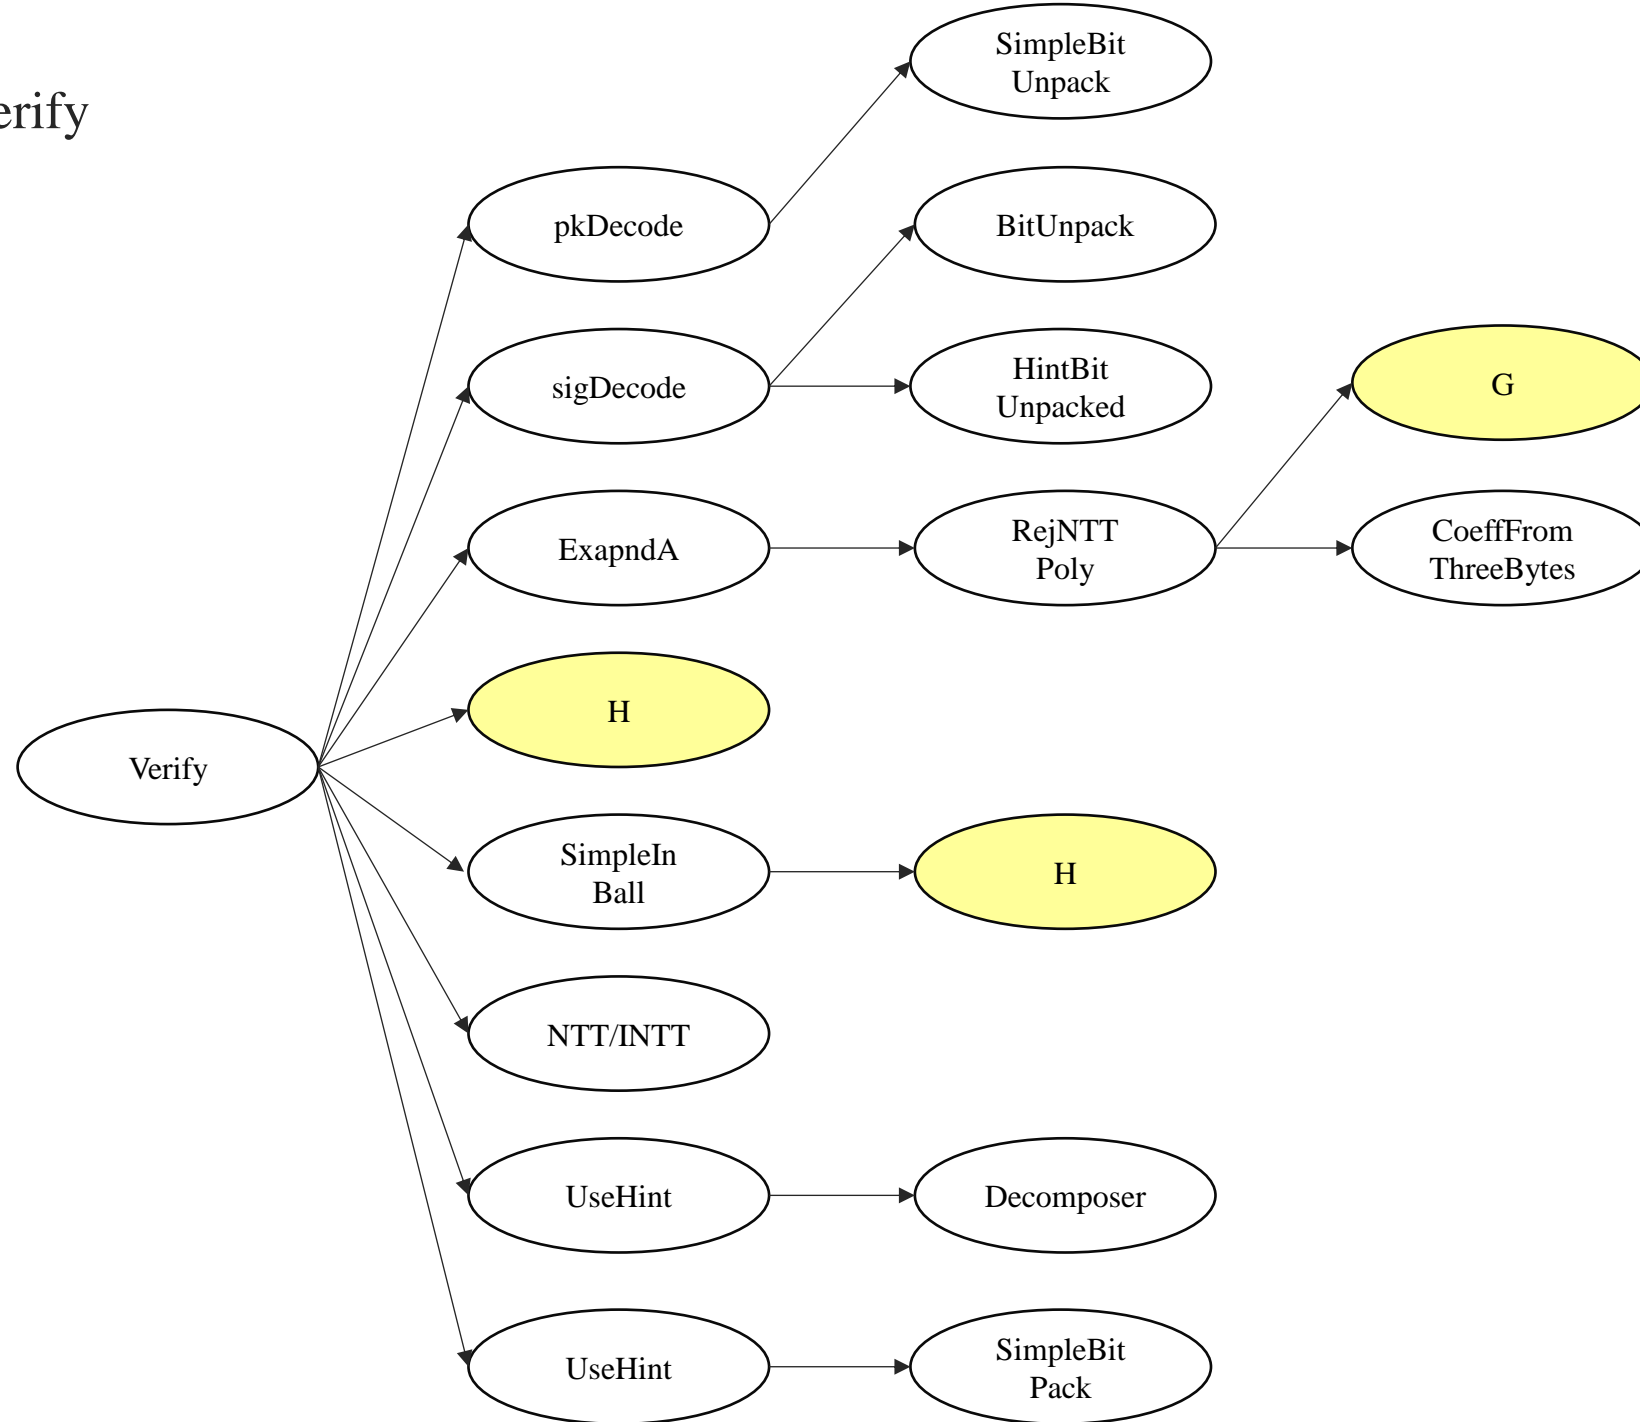 SimpleBit
Unpack
erify
pkDecode
BitUnpack
sigDecode
HintBit
Unpacked
G
ExapndA
RejNTT
Poly
CoeffFrom
ThreeBytes
H
Verify
SimpleIn
Ball
H
NTT/INTT
UseHint
Decomposer
UseHint
SimpleBit
Pack